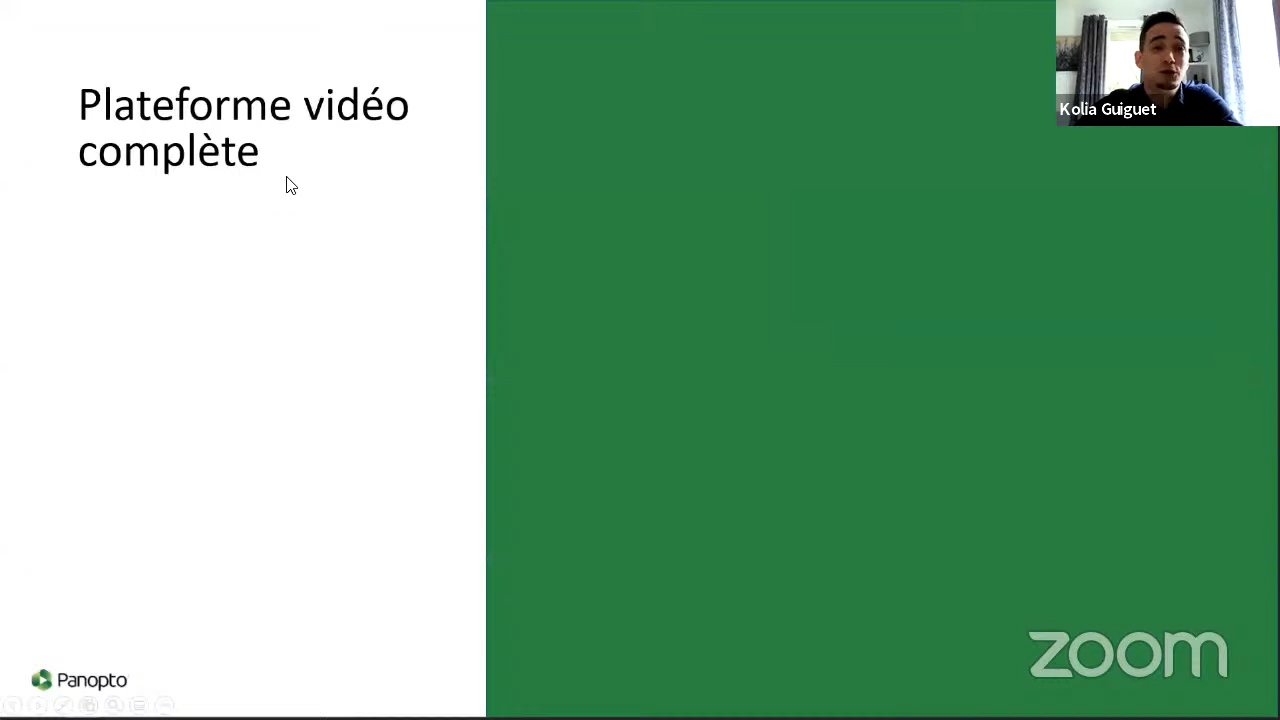 Plateforme vidéo
complète
Kolia Guiguet
Panopto
zoom